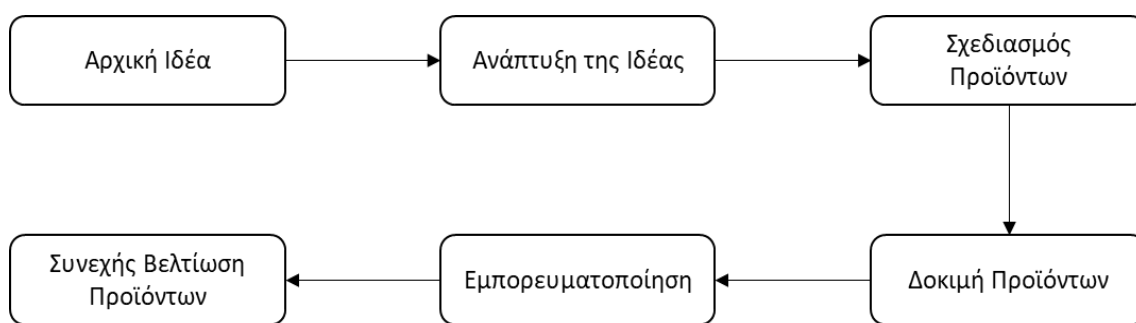 Αρχική Ιδέα
Ανάπτυξη της Ιδέας
Σχεδιασμός
Προϊόντων
Δοκιμή Προϊόντων
Εμπορευματοποίηση
Συνεχής Βελτίωση
Προϊόντων